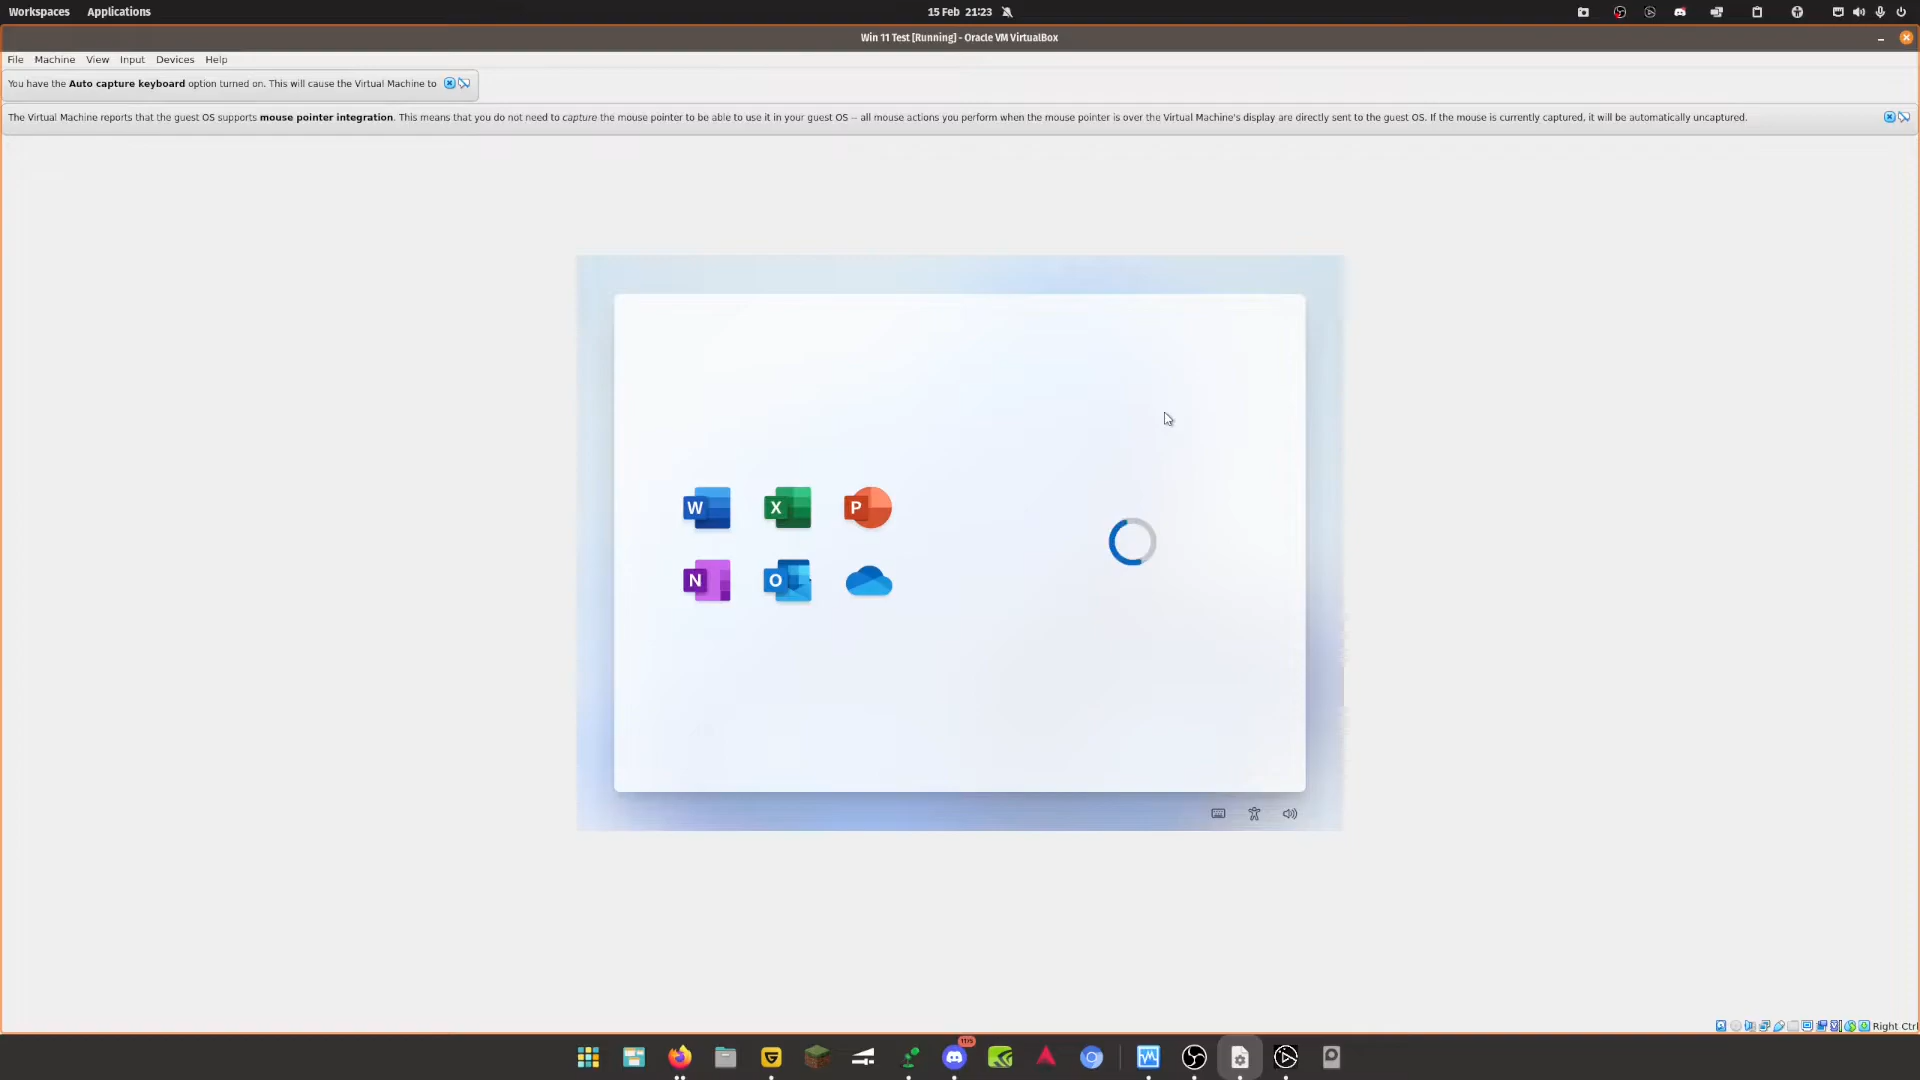 Workspaces Applications 15 Feb 21:23
Win 11 Test [Running] - Oracle VM VirtualBox
File Machine View Input Devices Help
You have the Auto capture keyboard option turned on. This will cause the Virtual Machine to
The Virtual Machine reports that the guest OS supports mouse pointer integration. This means that you do not need to capture the mouse pointer to be able to use it in your guest OS -- all mouse actions you perform when the mouse pointer is over the Virtual Machine's display are directly sent to the guest OS. If the mouse is currently captured, it will be automatically uncaptured.
W X P
N O
Right Ctrl
1175